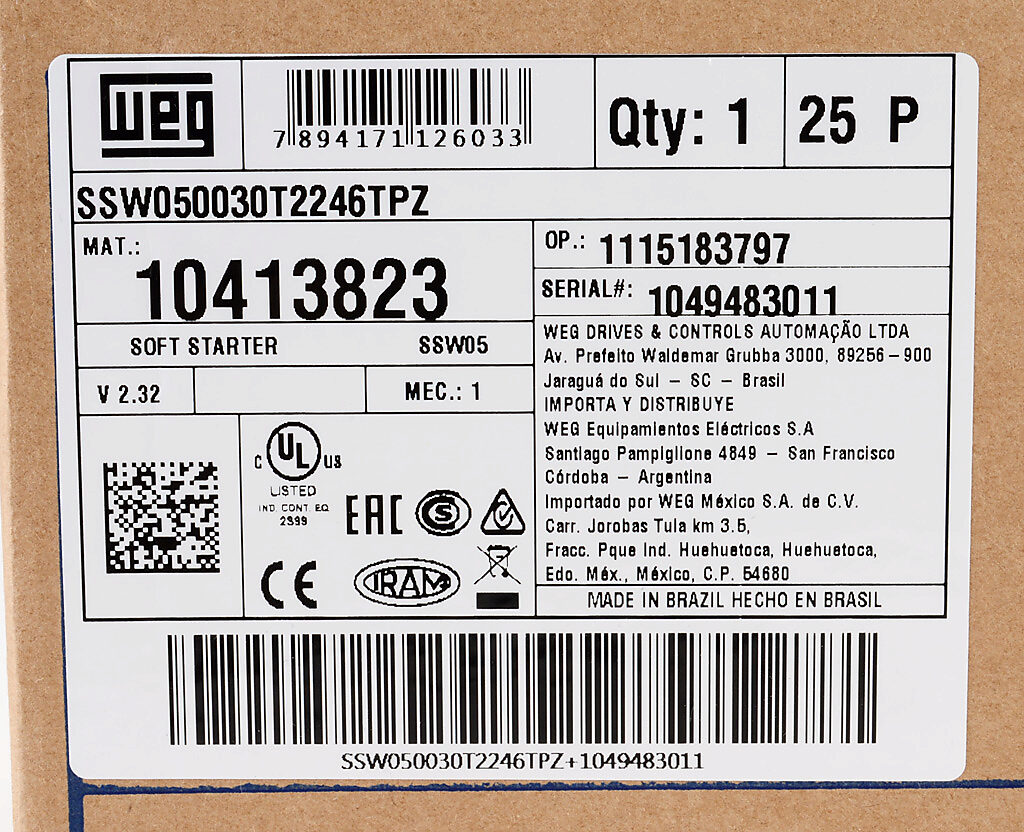 weg
7 894171 126033
Qty: 1
25 P
SSW050030T2246TPZ
MAT.:
10413823
OP.: 1115183797
SERIAL#: 1049483011
SOFT STARTER SSW05
V 2.32
MEC.: 1
WEG DRIVES & CONTROLS AUTOMAÇÃO LTDA
Av. Prefeito Waldemar Grubba 3000, 89256-900
Jaraguá do Sul - SC - Brasil
IMPORTA Y DISTRIBUYE
WEG Equipamientos Eléctricos S.A
Santiago Pampiglione 4849 - San Francisco
Córdoba - Argentina
Importado por WEG México S.A. de C.V.
Carr. Jorobas Tula km 3.5,
Fracc. Pque Ind. Huehuetoca, Huehuetoca,
Edo. Méx., México, C.P. 54680
MADE IN BRAZIL HECHO EN BRASIL
C UL US
LISTED
IND. CONT. EQ.
2S99
EAC
S
CE
IRAM
SSW050030T2246TPZ+1049483011